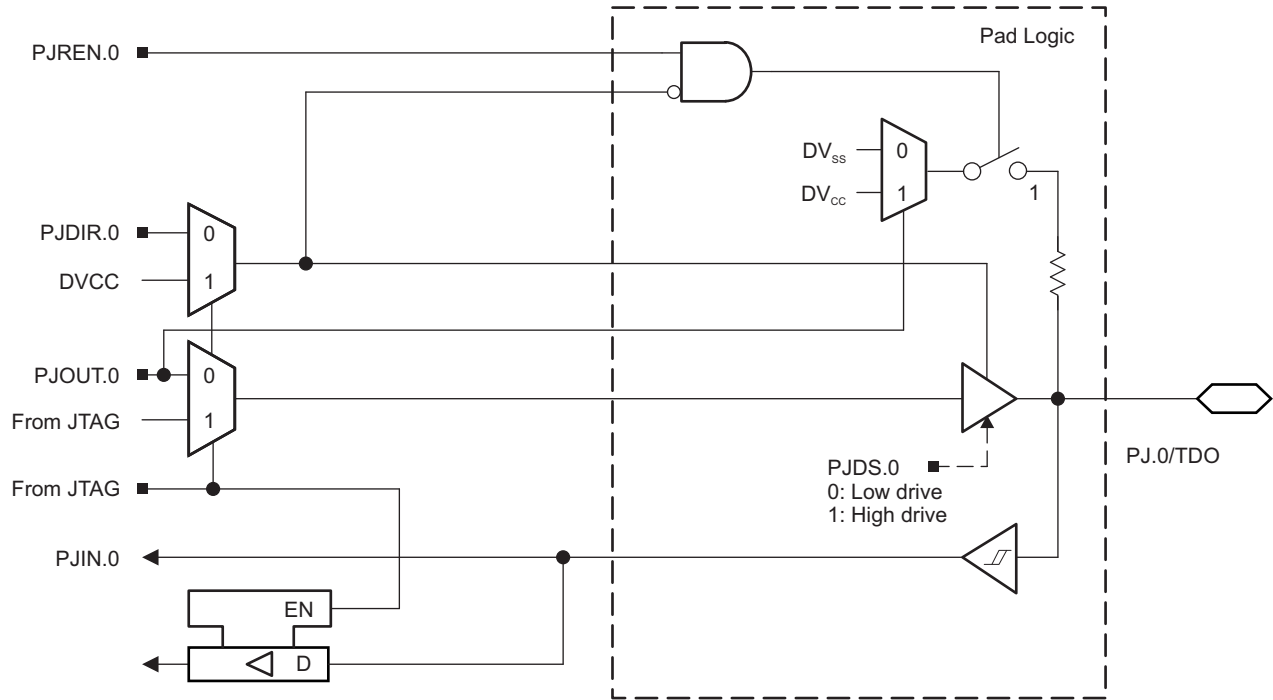 PJREN.0
Pad Logic
DVSS
0
DVCC
1
1
PJDIR.0
0
DVCC
1
PJOUT.0
0
From JTAG
1
From JTAG
PJDS.0
0: Low drive
1: High drive
PJ.0/TDO
PJIN.0
EN
D